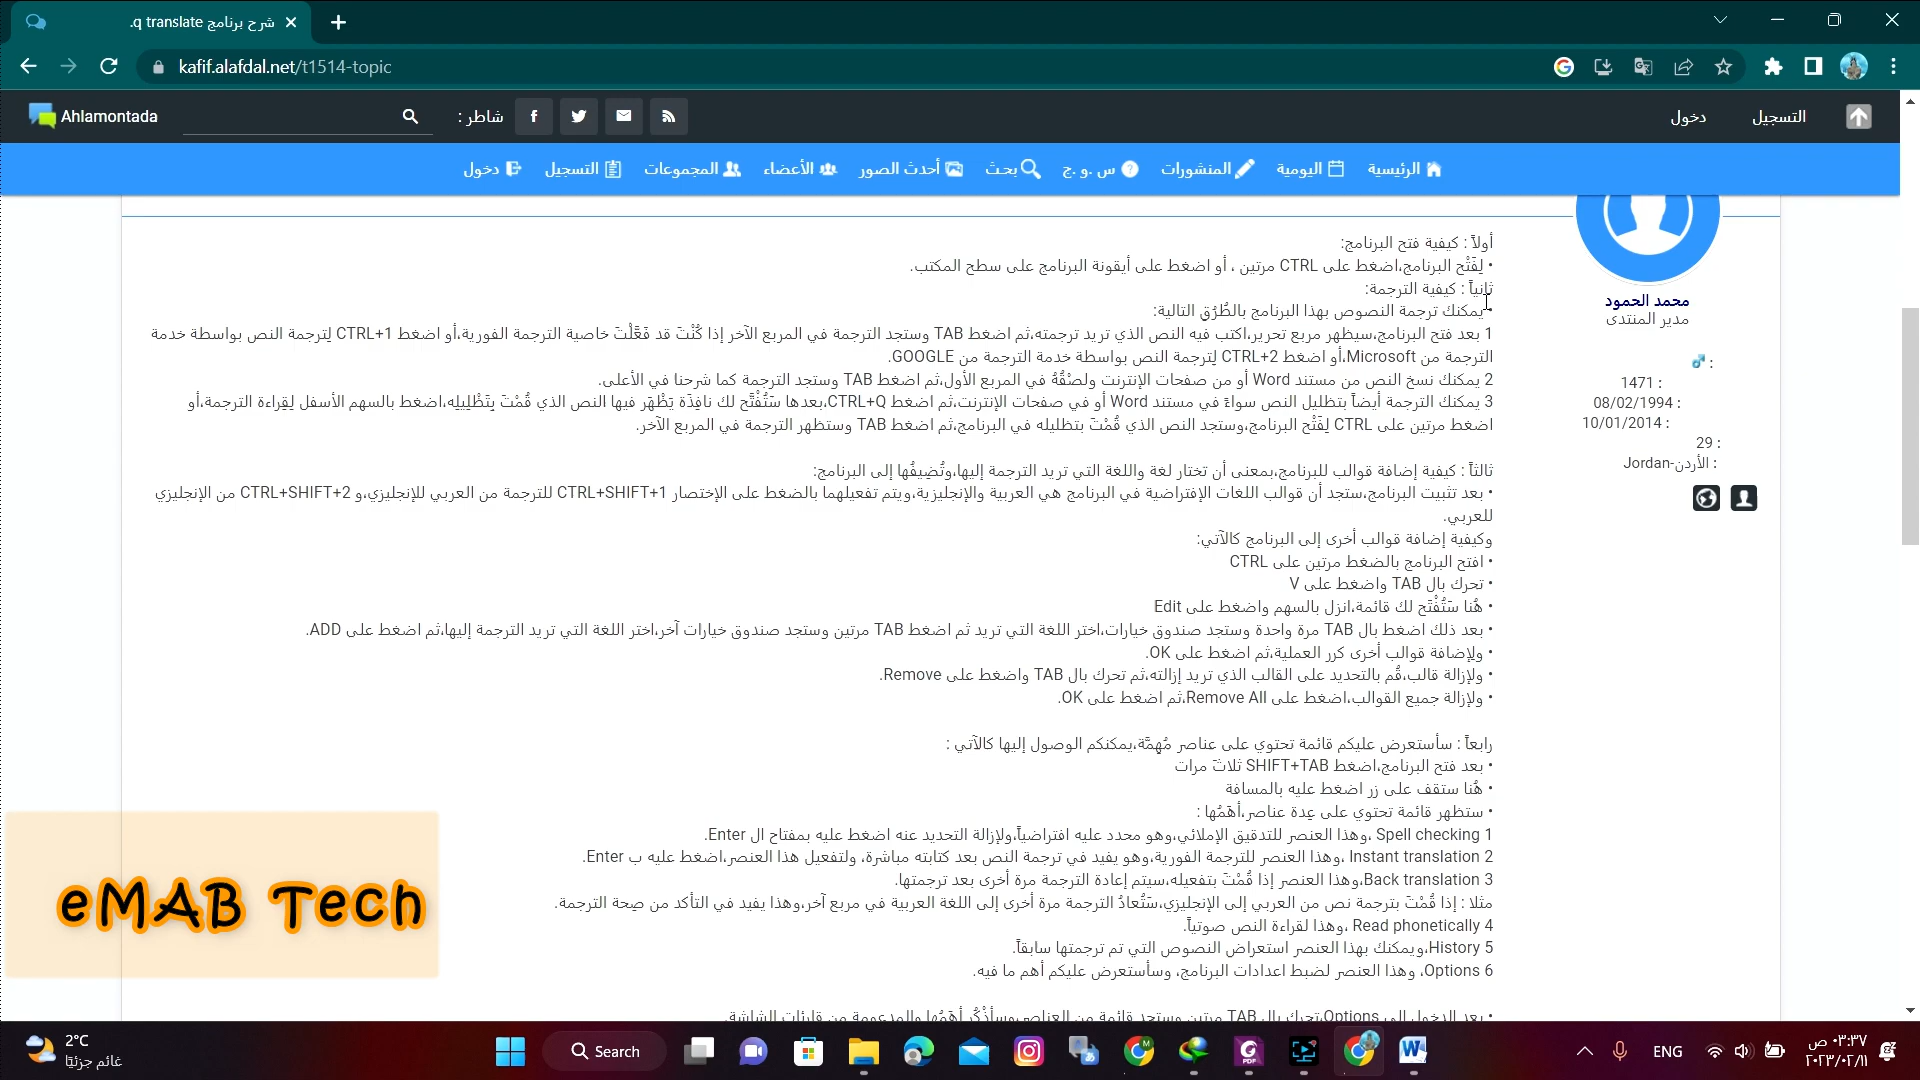 شرح برنامج q translate.
kafif.alafdal.net/t1514-topic
Ahlamontada
شاطر :
دخول
التسجيل
الرئيسية
اليومية
المنشورات
س .و .ج
بحث
أحدث الصور
الأعضاء
المجموعات
التسجيل
دخول
محمد الحمود
مدير المنتدى
:
1471 :
08/02/1994 :
10/01/2014 :
29 :
الأردن-Jordan :
أولاً : كيفية فتح البرنامج:
• لِفَتْح البرنامج،اضغط على CTRL مرتين ، أو اضغط على أيقونة البرنامج على سطح المكتب.
ثانياً : كيفية الترجمة:
• يمكنك ترجمة النصوص بهذا البرنامج بالطُرُق التالية:
1 بعد فتح البرنامج،سيظهر مربع تحرير،اكتب فيه النص الذي تريد ترجمته،ثم اضغط TAB وستجد الترجمة في المربع الآخر إذا كُنْتَ قد فَعَّلْتَ خاصية الترجمة الفورية،أو اضغط CTRL+1 لِترجمة النص بواسطة خدمة
الترجمة من Microsoft،أو اضغط CTRL+2 لِترجمة النص بواسطة خدمة الترجمة من GOOGLE.
2 يمكنك نسخ النص من مستند Word أو من صفحات الإنترنت ولصْقُهُ في المربع الأول،ثم اضغط TAB وستجد الترجمة كما شرحنا في الأعلى.
3 يمكنك الترجمة أيضاً بتظليل النص سواءً في مستند Word أو في صفحات الإنترنت،ثم اضغط CTRL+Q،بعدها سَتُفْتَح لك نافِذَة يَظْهَر فيها النص الذي قُمْتَ بِتَظْلِيلِه،اضغط بالسهم الأسفل لِقِراءة الترجمة،أو
اضغط مرتين على CTRL لِفَتْح البرنامج،وستجد النص الذي قُمْتَ بتظليله في البرنامج،ثم اضغط TAB وستظهر الترجمة في المربع الآخر.
ثالثاً : كيفية إضافة قوالب للبرنامج،بمعنى أن تختار لغة واللغة التي تريد الترجمة إليها،وتُضِيفُها إلى البرنامج:
• بعد تثبيت البرنامج،ستجد أن قوالب اللغات الإفتراضية في البرنامج هي العربية والإنجليزية،ويتم تفعيلهما بالضغط على الإختصار CTRL+SHIFT+1 للترجمة من العربي للإنجليزي،و CTRL+SHIFT+2 من الإنجليزي
للعربي.
وكيفية إضافة قوالب أخرى إلى البرنامج كالآتي:
• افتح البرنامج بالضغط مرتين على CTRL
• تحرك بال TAB واضغط على V
• هُنا سَتُفْتَح لك قائمة،انزل بالسهم واضغط على Edit
• بعد ذلك اضغط بال TAB مرة واحدة وستجد صندوق خيارات،اختر اللغة التي تريد ثم اضغط TAB مرتين وستجد صندوق خيارات آخر،اختر اللغة التي تريد الترجمة إليها،ثم اضغط على ADD.
• ولإضافة قوالب أخرى كرر العملية،ثم اضغط على OK.
• ولإزالة قالب،قُم بالتحديد على القالب الذي تريد إزالته،ثم تحرك بال TAB واضغط على Remove.
• ولإزالة جميع القوالب،اضغط على Remove All،ثم اضغط على OK.
رابعاً : سأستعرض عليكم قائمة تحتوي على عناصر مُهِمَّة،يمكنكم الوصول إليها كالآتي :
• بعد فتح البرنامج،اضغط SHIFT+TAB ثلاثَ مرات
• هُنا ستقف على زر اضغط عليه بالمسافة
• ستظهر قائمة تحتوي على عِدة عناصر،أهَمُها :
1 Spell checking ،وهذا العنصر للتدقيق الإملائي،وهو محدد عليه افتراضياً،ولإزالة التحديد عنه اضغط عليه بمفتاح ال Enter.
2 Instant translation ،وهذا العنصر للترجمة الفورية،وهو يفيد في ترجمة النص بعد كتابته مباشرة، ولتفعيل هذا العنصر،اضغط عليه ب Enter.
3 Back translation،وهذا العنصر إذا قُمْتَ بتفعيله،سيتم إعادة الترجمة مرة أخرى بعد ترجمتها.
مثلا : إذا قُمْتَ بترجمة نص من العربي إلى الإنجليزي،سَتُعادُ الترجمة مرة أخرى إلى اللغة العربية في مربع آخر،وهذا يفيد في التأكد من صِحة الترجمة.
4 Read phonetically ،وهذا لقراءة النص صوتياً.
5 History،ويمكنك بهذا العنصر استعراض النصوص التي تم ترجمتها سابقاً.
6 Options، وهذا العنصر لضبط اعدادات البرنامج، وسأستعرض عليكم أهم ما فيه.
• بعد الدخول إلى Options،تحرك بال TAB مرتين وستجد قائمة من العناصر،وسأذْكُر أهَمُها والمدعومة من قارئات الشاشة.
eMAB Tech
2°C
غائم جزئيًا
Search
ENG
٠٣:٣٧ ص
٢٠٢٣/٠٢/١١